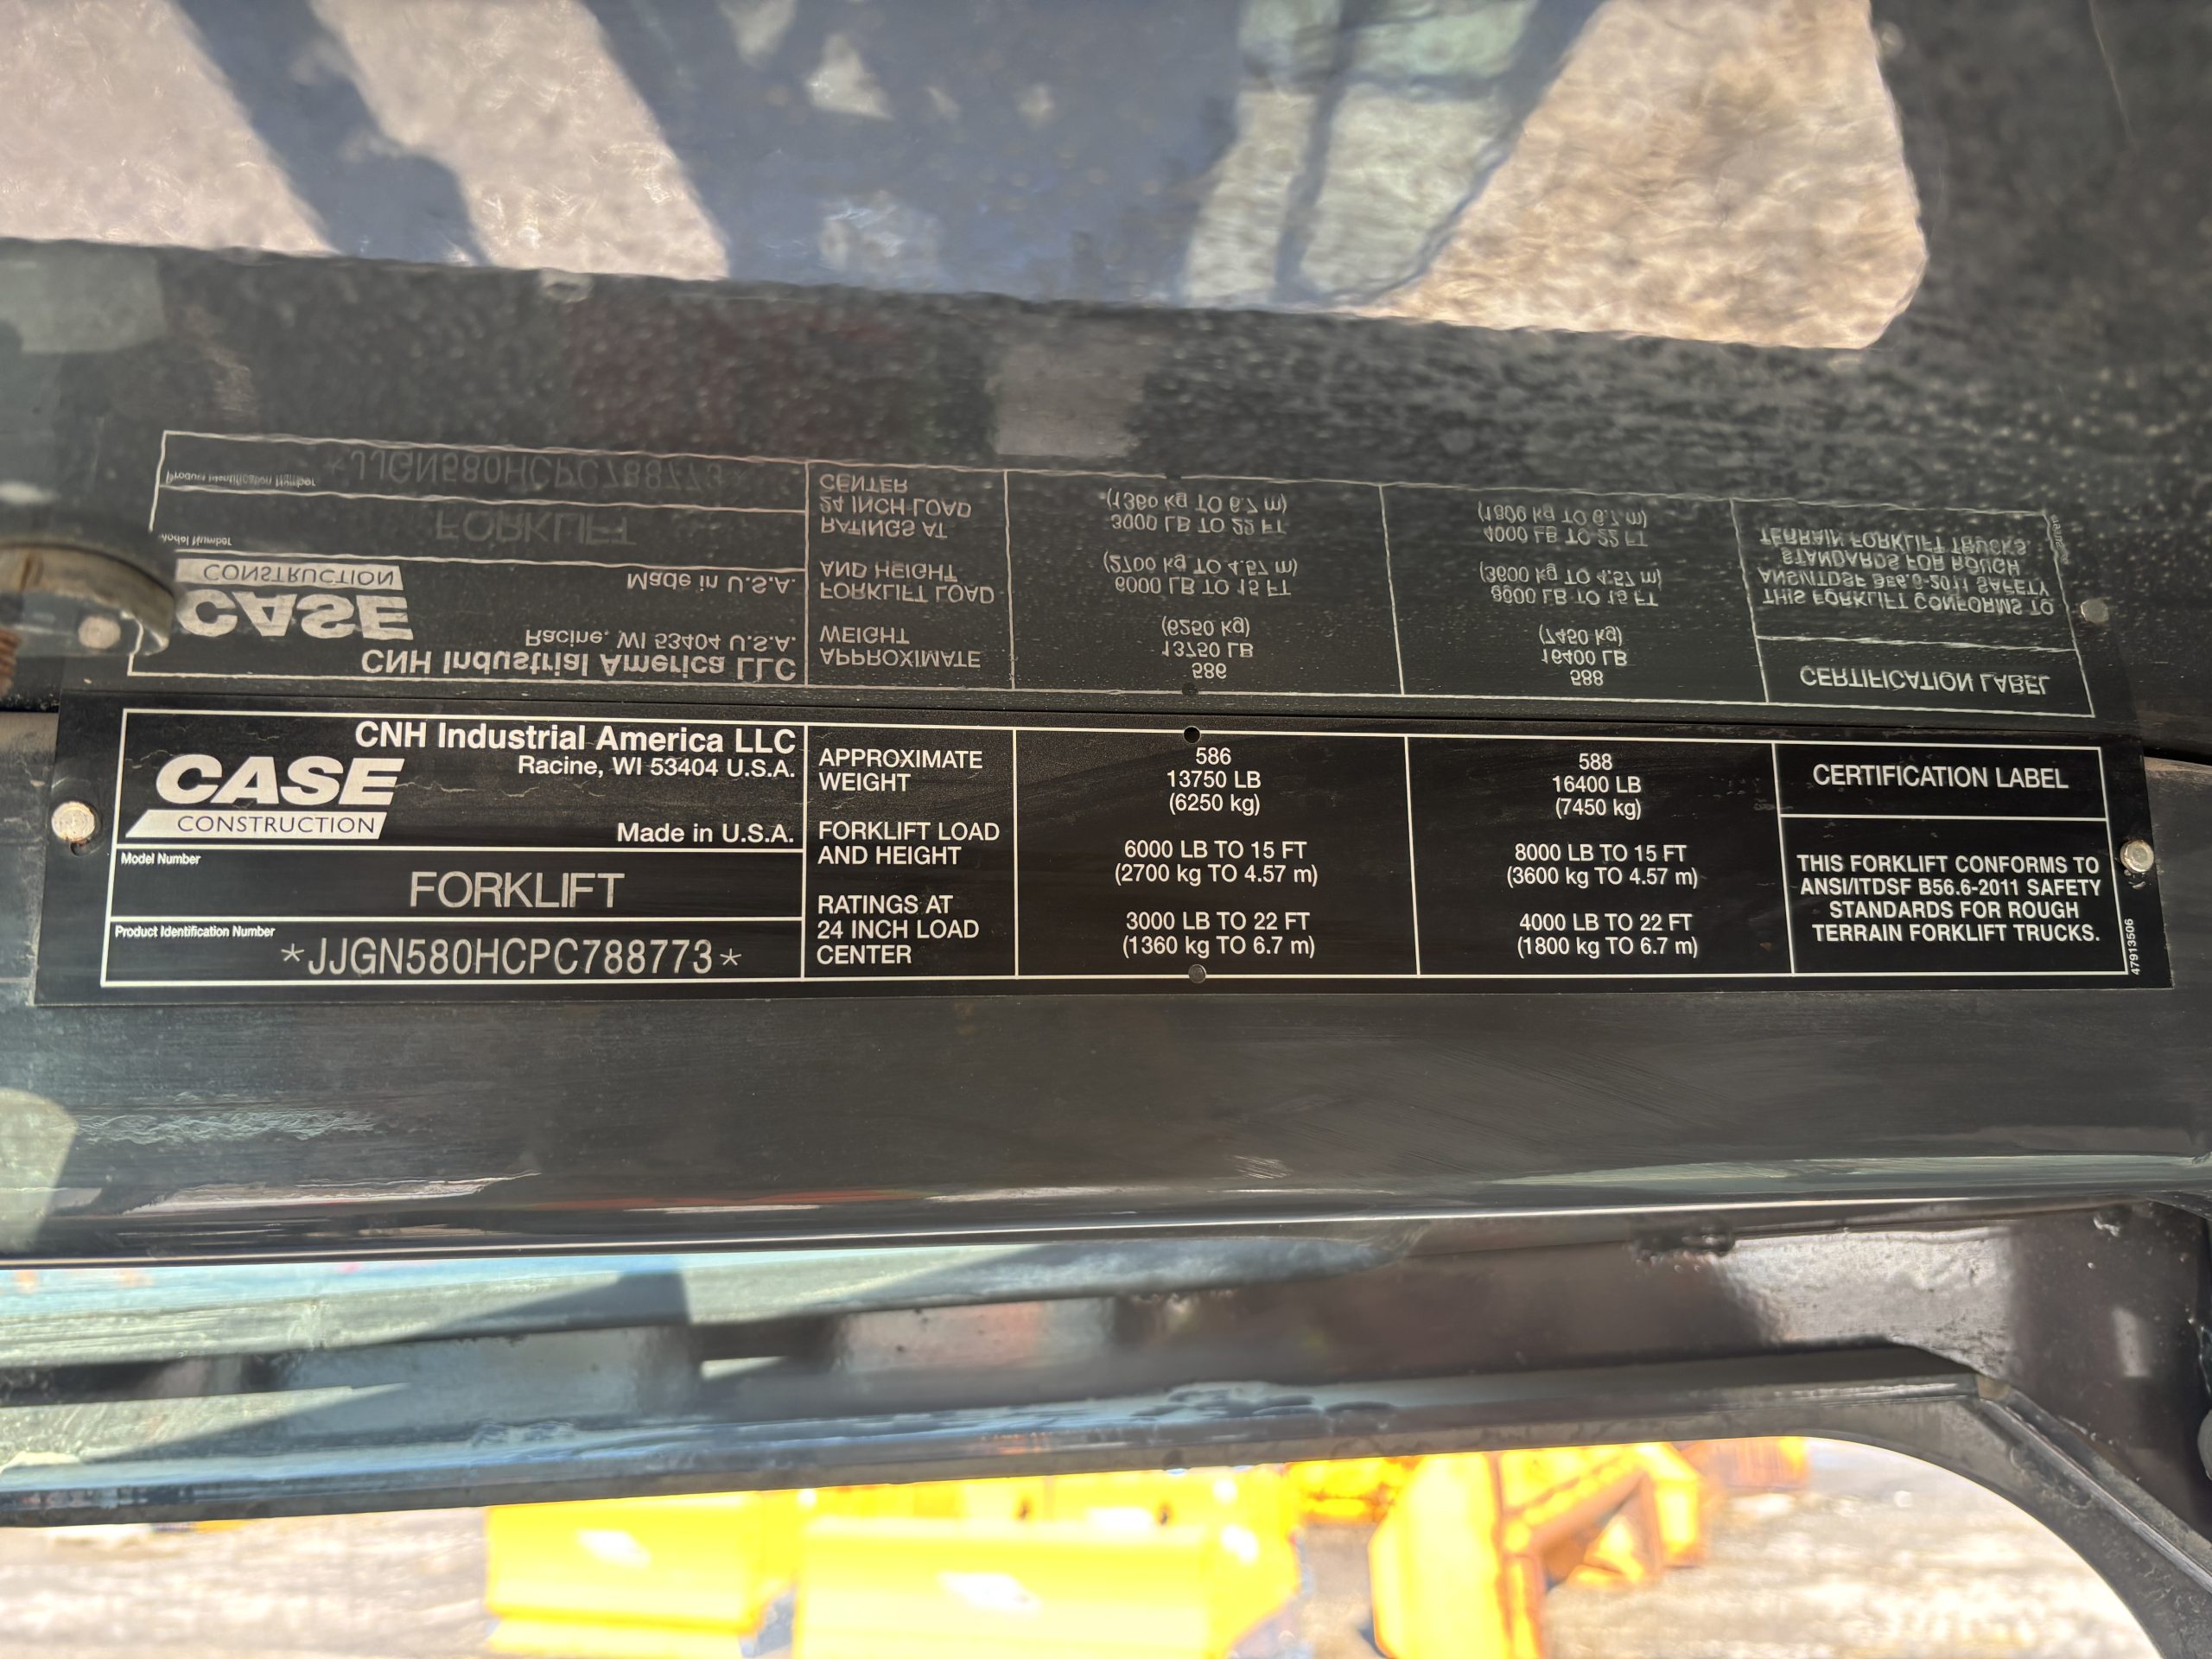 CNH Industrial America LLC
Racine, WI 53404 U.S.A.
CASE
CONSTRUCTION
Made in U.S.A.
Model Number
FORKLIFT
Product Identification Number
*JJGN580HCPC788773*
APPROXIMATE
WEIGHT
FORKLIFT LOAD
AND HEIGHT
RATINGS AT
24 INCH LOAD
CENTER
586
13750 LB
(6250 kg)
6000 LB TO 15 FT
(2700 kg TO 4.57 m)
3000 LB TO 22 FT
(1360 kg TO 6.7 m)
588
16400 LB
(7450 kg)
8000 LB TO 15 FT
(3600 kg TO 4.57 m)
4000 LB TO 22 FT
(1800 kg TO 6.7 m)
CERTIFICATION LABEL
THIS FORKLIFT CONFORMS TO
ANSI/ITDSF B56.6-2011 SAFETY
STANDARDS FOR ROUGH
TERRAIN FORKLIFT TRUCKS.
47913506